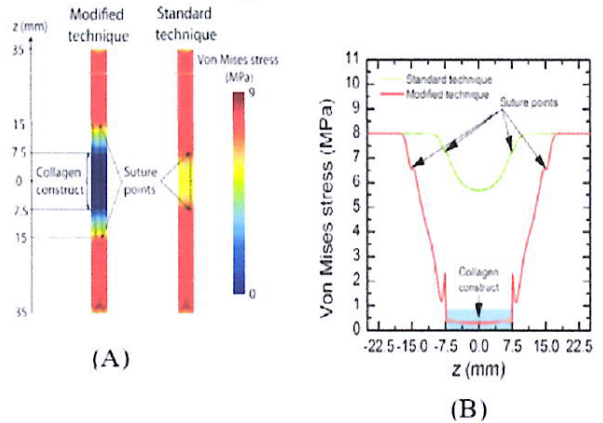 z (mm)
Modified
technique
Standard
technique
Von Mises stress
(MPa)
9
0
35
15
7.5
0
7.5
15
35
Collagen
construct
Suture
points
(A)
Von Mises stress (MPa)
11
10
9
8
7
6
5
4
3
2
1
0
Standard technique
Modified technique
Suture points
Collagen
construct
-22.5 -15.0 -7.5 0.0 7.5 15.0 22.5
z (mm)
(B)